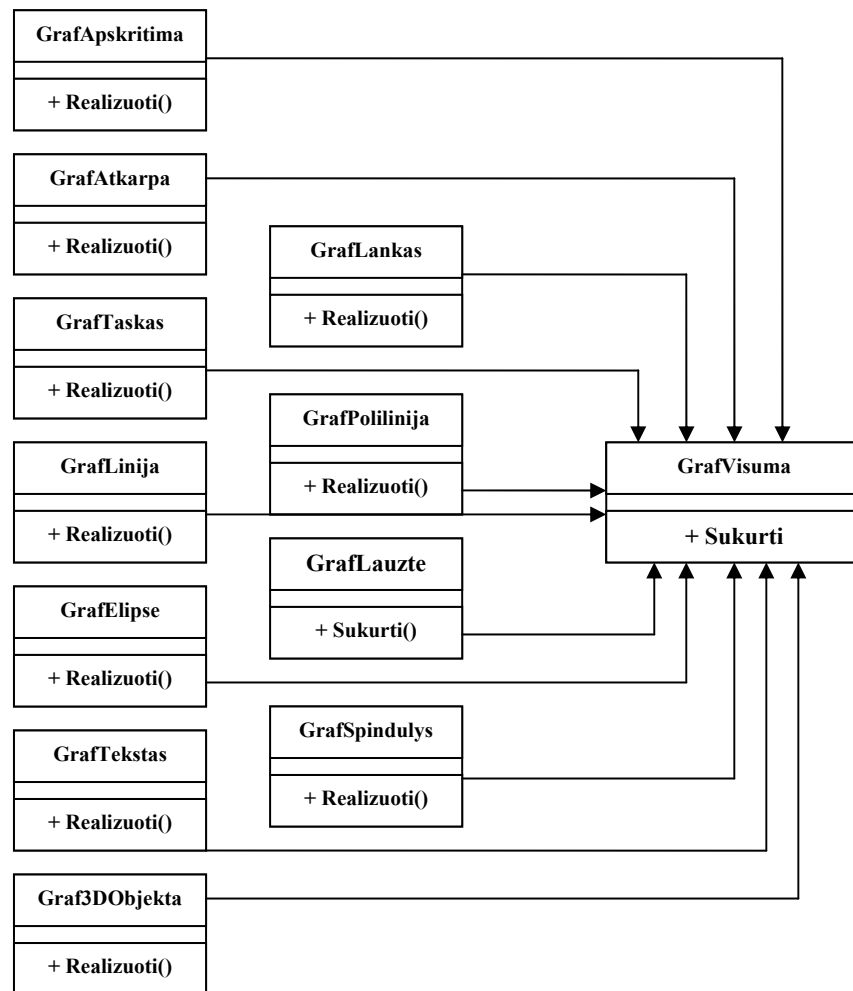 GrafApskritima
+ Realizuoti()
GrafAtkarpa
+ Realizuoti()
GrafLankas
+ Realizuoti()
GrafTaskas
+ Realizuoti()
GrafPolilinija
+ Realizuoti()
GrafLinija
+ Realizuoti()
GrafVisuma
+ Sukurti
GrafLauzte
+ Sukurti()
GrafElipse
+ Realizuoti()
GrafSpindulys
+ Realizuoti()
GrafTekstas
+ Realizuoti()
Graf3DObjekta
+ Realizuoti()